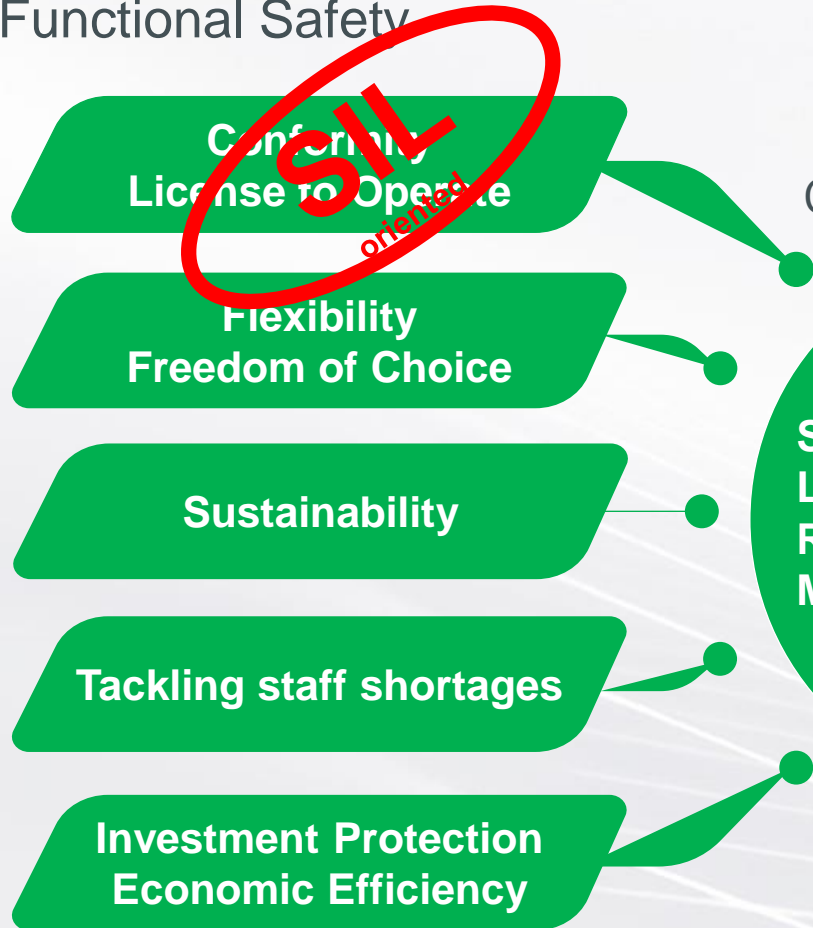 Functional Safety
SIL
oriented
Conformity
License to Operate
Flexibility
Freedom of Choice
Sustainability
Tackling staff shortages
Investment Protection
Economic Efficiency
S
L
R
M